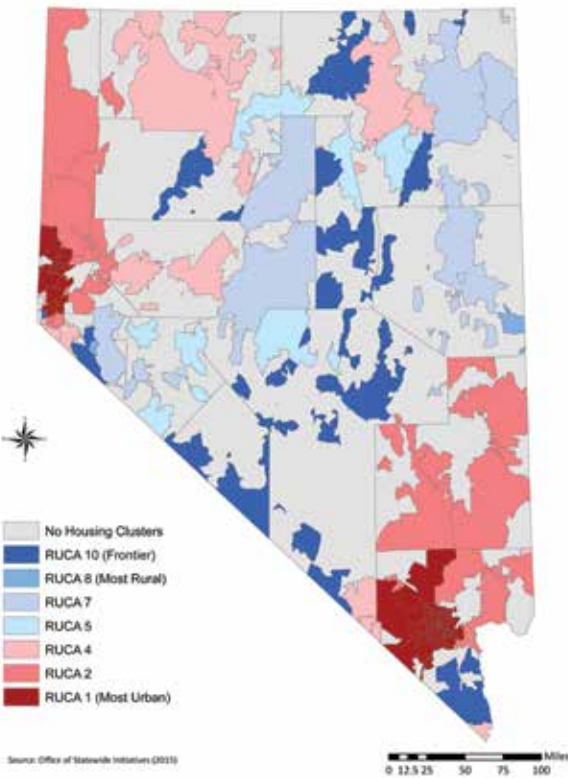 No Housing Clusters
RUCA 10 (Frontier)
RUCA 8 (Most Rural)
RUCA 7
RUCA 5
RUCA 4
RUCA 2
RUCA 1 (Most Urban)
Source: Office of Statewide Initiatives (2015)
Miles
0 12.5 25 50 75 100